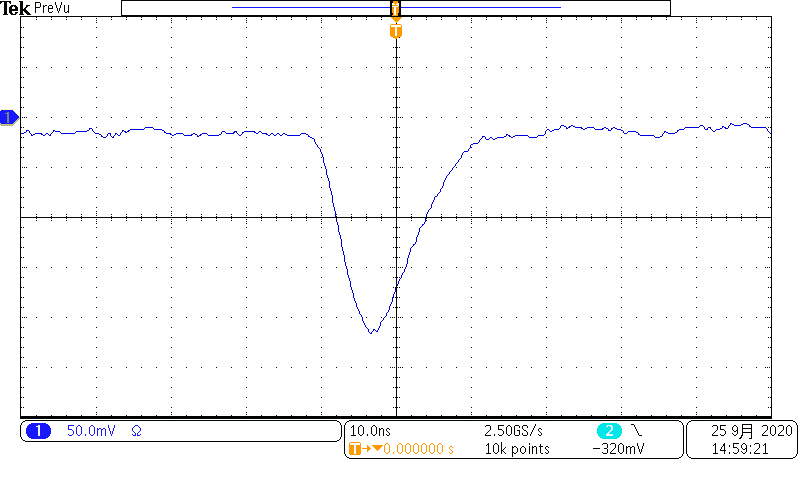 Tek PreVu
T
T
1
1 50.0mV Ω
10.0ns 2.50GS/s 2 \
T→▼0.000000 s 10k points −320mV
25 9月 2020
14:59:21